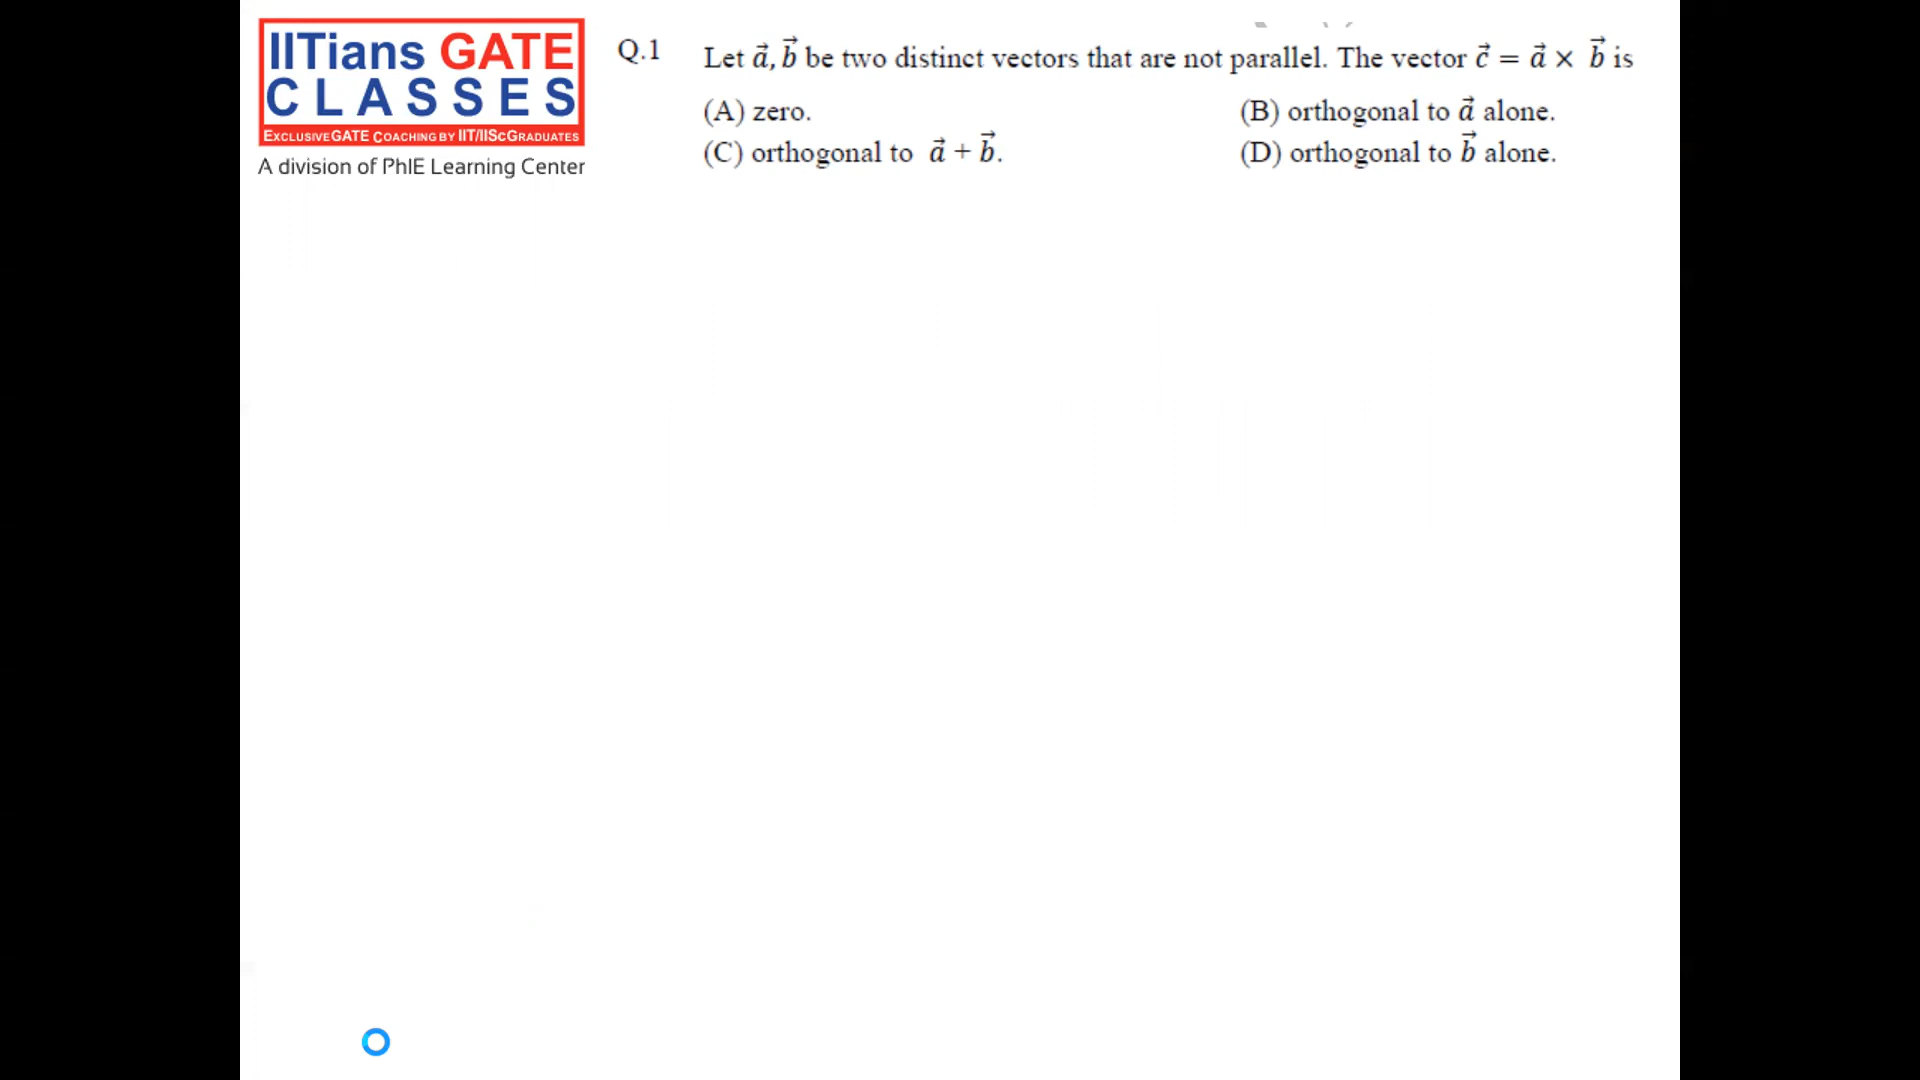 IITians GATE
CLASSES
EXCLUSIVE GATE COACHING BY IIT/IISc GRADUATES
A division of PhIE Learning Center
Q.1 Let a⃗, b⃗ be two distinct vectors that are not parallel. The vector c⃗ = a⃗ × b⃗ is
(A) zero. (B) orthogonal to a⃗ alone.
(C) orthogonal to a⃗ + b⃗. (D) orthogonal to b⃗ alone.